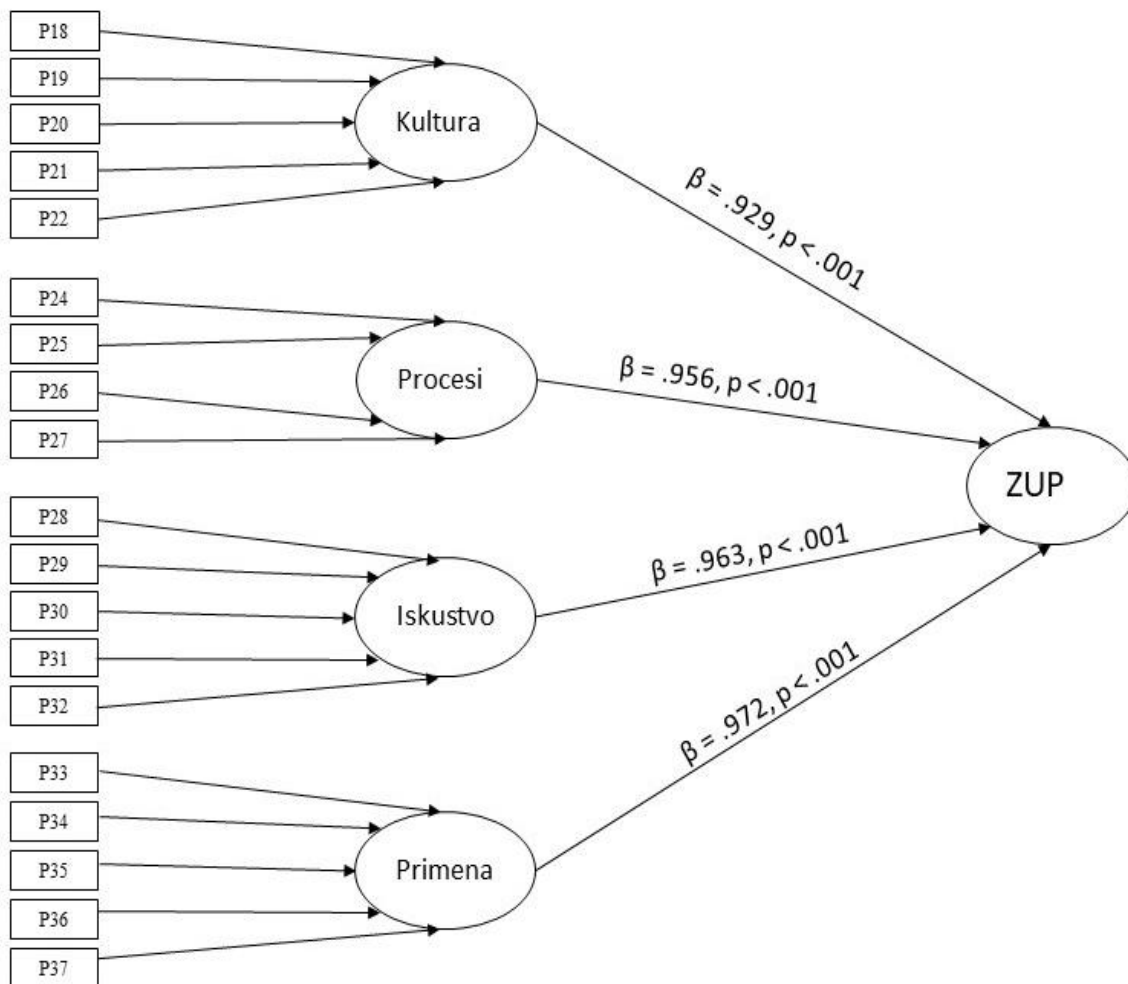 P18
P19
P20
P21
P22
Kultura
β = .929, p < .001
P24
P25
P26
P27
Procesi
β = .956, p < .001
ZUP
P28
P29
P30
P31
P32
Iskustvo
β = .963, p < .001
P33
P34
P35
P36
P37
Primena
β = .972, p < .001